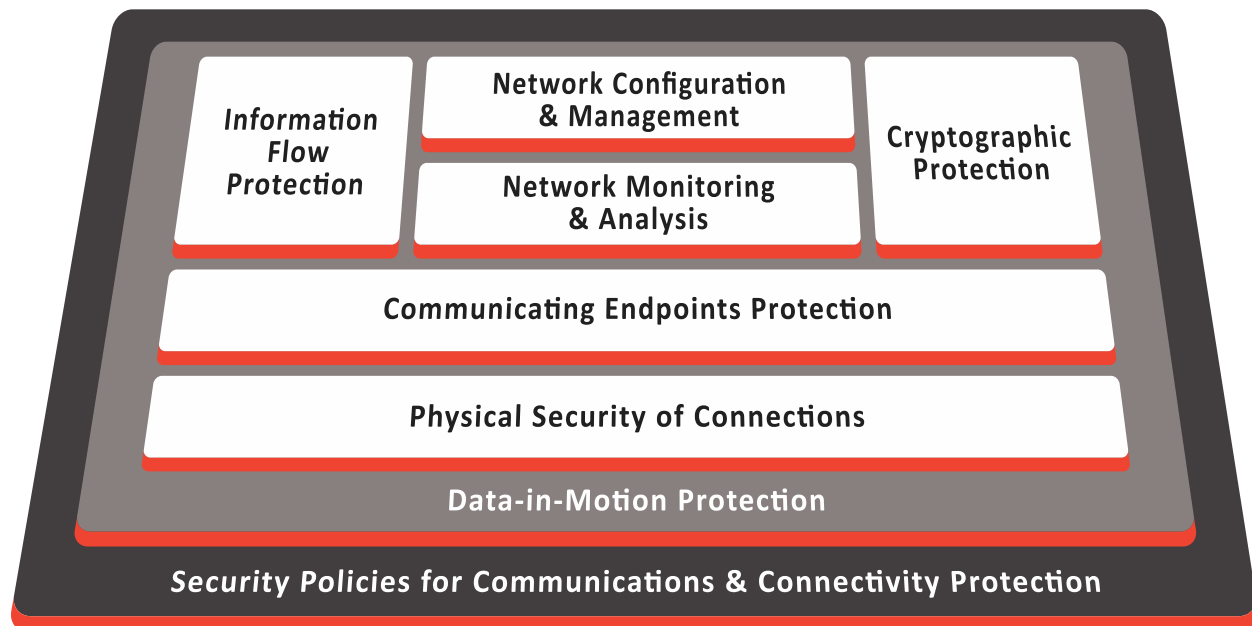 Information
Flow
Protection
Network Configuration
& Management
Network Monitoring
& Analysis
Cryptographic
Protection
Communicating Endpoints Protection
Physical Security of Connections
Data-in-Motion Protection
Security Policies for Communications & Connectivity Protection